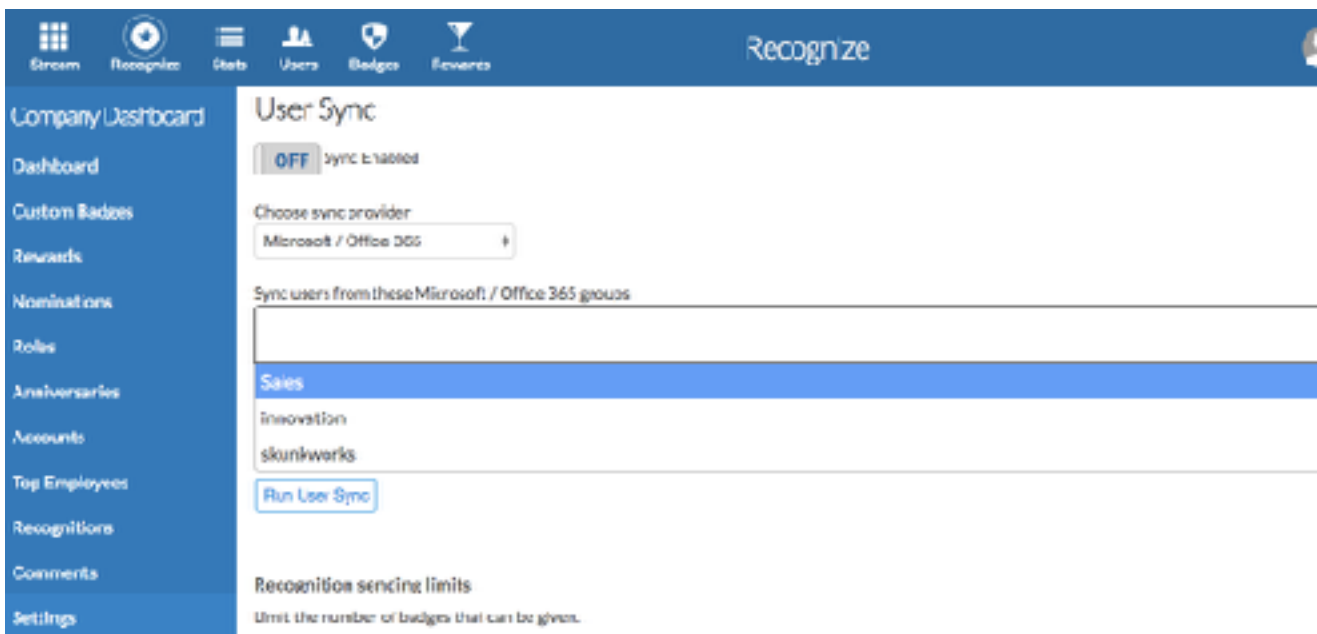 Stream Recognize Stats Users Badges Rewards
Recognize
Company Dashboard
Dashboard
Custom Badges
Rewards
Nominations
Roles
Anniversaries
Accounts
Top Employees
Recognitions
Comments
Settings
User Sync
OFF Sync Enabled
Choose sync provider
Microsoft / Office 365
Sync users from these Microsoft / Office 365 groups
Sales
innovation
skunkworks
Run User Sync
Recognition sending limits
Limit the number of badges that can be given.